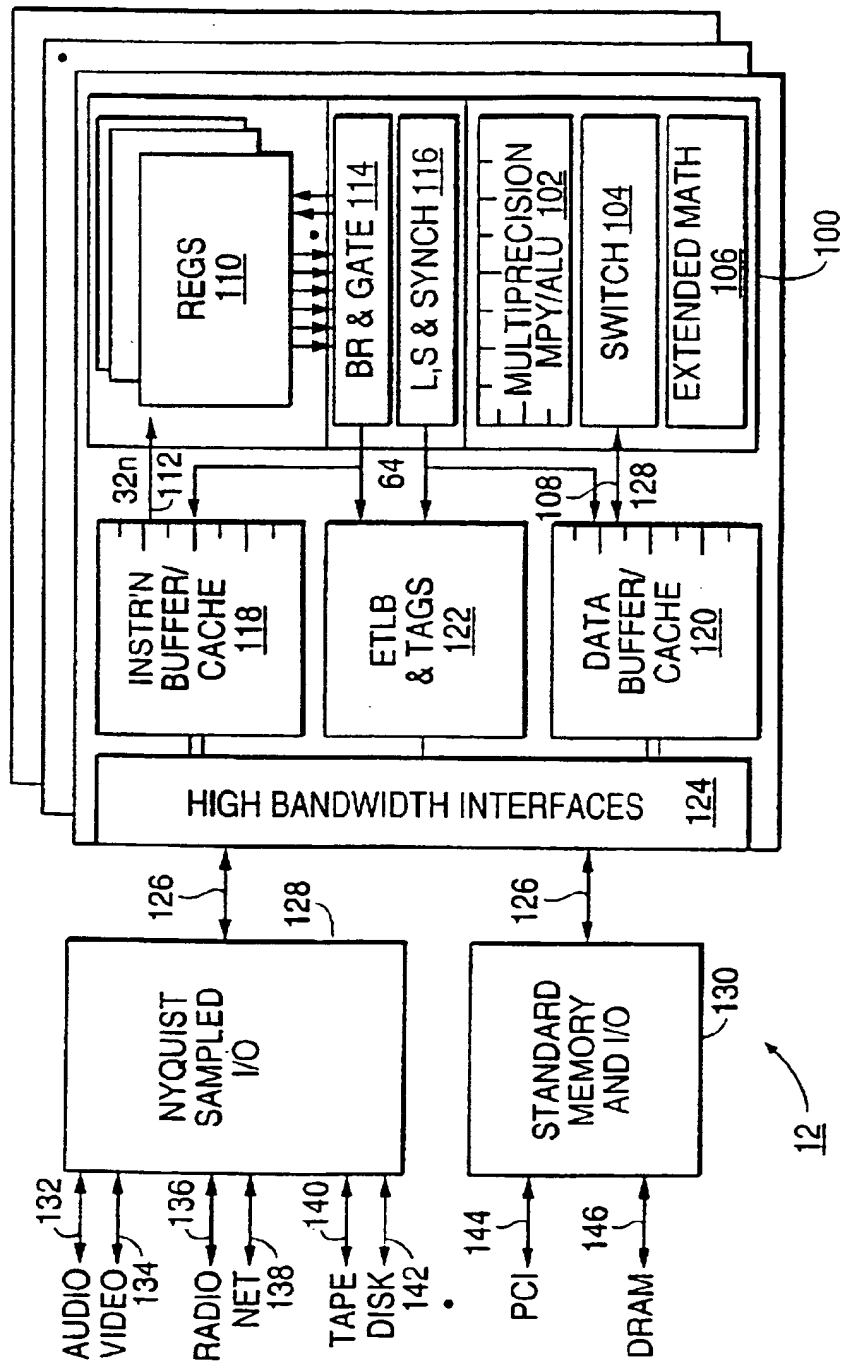 AUDIO
132
VIDEO
134
RADIO
136
NET
138
TAPE
140
DISK
142
PCI
144
DRAM
146
NYQUIST
SAMPLED
I/O
128
126
STANDARD
MEMORY
AND I/O
130
126
12
HIGH BANDWIDTH INTERFACES 124
INSTR'N
BUFFER/
CACHE
118
ETLB
& TAGS
122
DATA
BUFFER/
CACHE
120
32n
112
64
108
128
REGS
110
BR & GATE 114
L,S & SYNCH 116
MULTIPRECISION
MPY/ALU 102
SWITCH 104
EXTENDED MATH
106
100